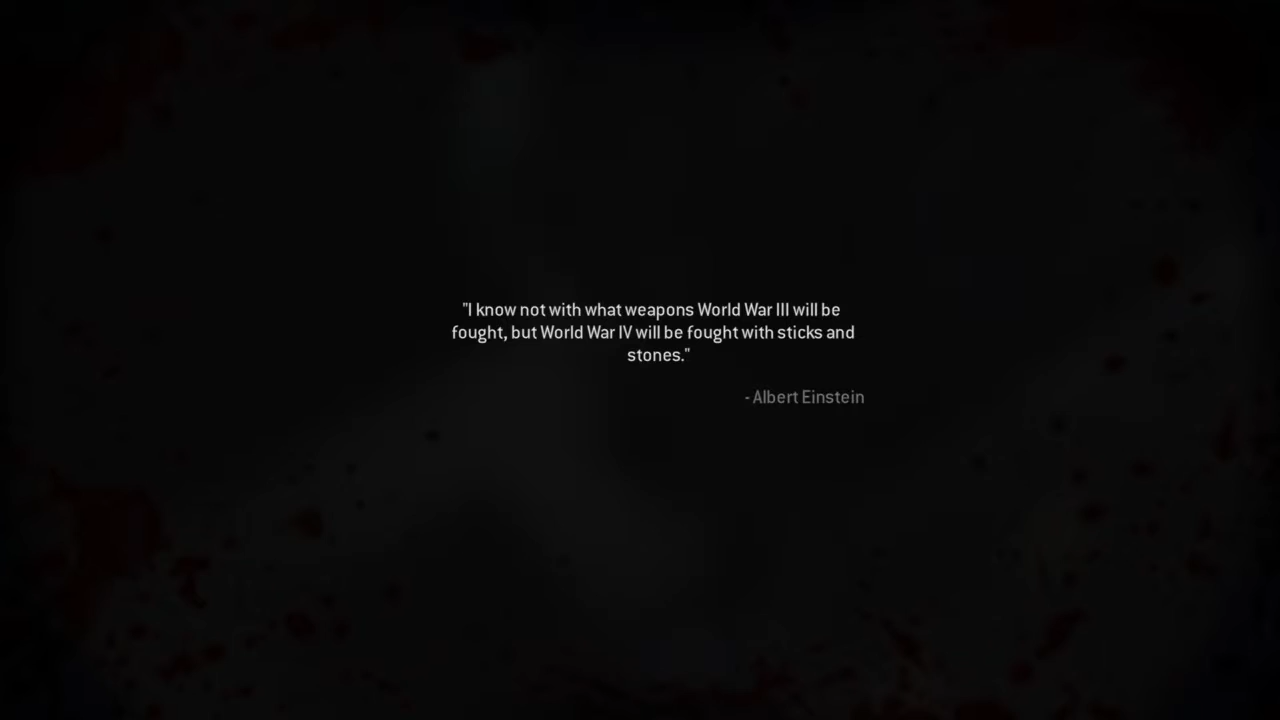 "I know not with what weapons World War III will be
fought, but World War IV will be fought with sticks and
stones."
- Albert Einstein